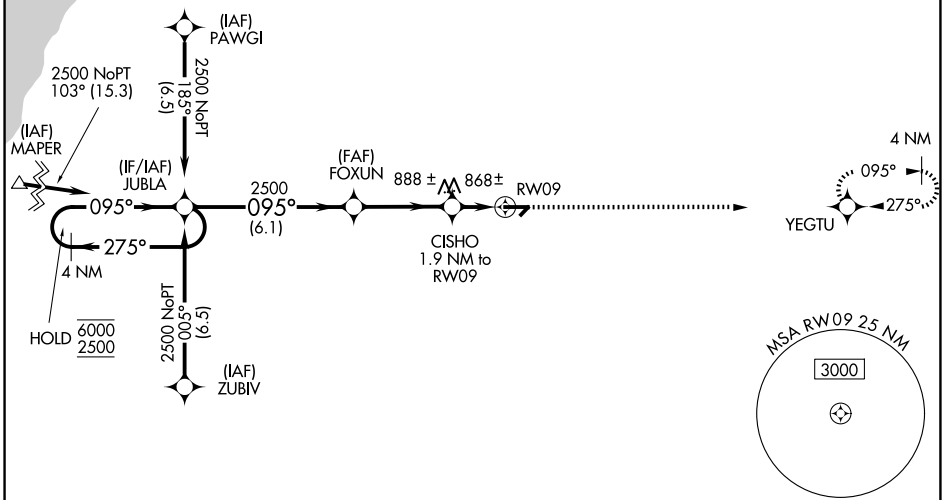 (IAF)
PAWGI
2500 NoPT
185°
(6.5)
2500 NoPT
103° (15.3)
(IAF)
MAPER
(IF/IAF)
JUBLA
095°
275°
4 NM
HOLD 6000
2500
2500
095°
(6.1)
(FAF)
FOXUN
888 ±
868±
RW09
CISHO
1.9 NM to
RW09
4 NM
095°
275°
YEGTU
2500 NoPT
005°
(6.5)
(IAF)
ZUBIV
MSA RW09 25 NM
3000